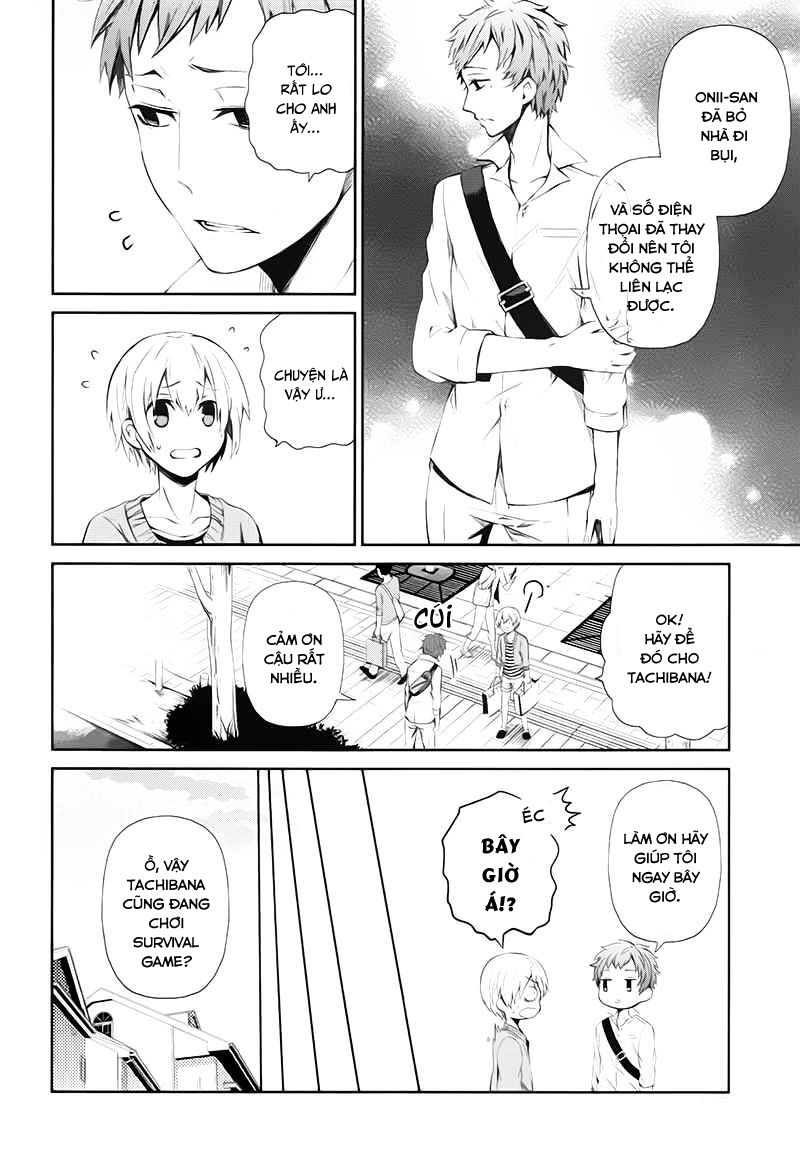 ONII-SAN
ĐÃ BỎ
NHÀ ĐI
BỤI,
VÀ SỐ ĐIỆN
THOẠI ĐÃ THAY
ĐỔI NÊN TÔI
KHÔNG THỂ
LIÊN LẠC
ĐƯỢC.
TÔI...
RẤT LO
CHO ANH
ẤY...
CHUYỆN LÀ
VẬY Ư...
OK!
HÃY ĐỂ
ĐÓ CHO
TACHIBANA!
CÚI
CẢM ƠN
CẬU RẤT
NHIỀU.
LÀM ƠN HÃY
GIÚP TÔI
NGAY BÂY
GIỜ.
ÉC
BÂY
GIỜ
Á!?
Ồ, VẬY
TACHIBANA
CŨNG ĐANG
CHƠI
SURVIVAL
GAME?